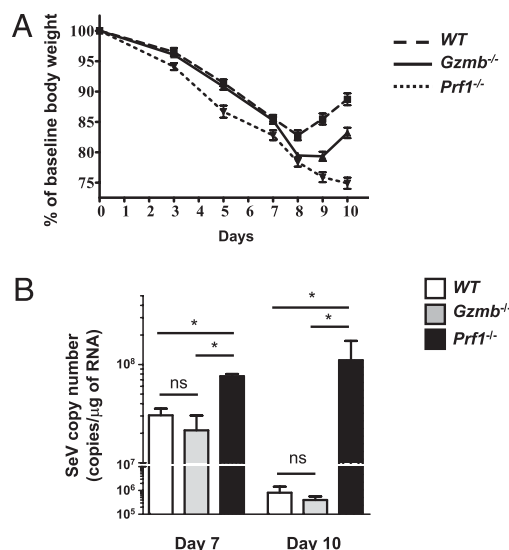 A
% of baseline body weight
100
95
90
85
80
75
0 1 2 3 4 5 6 7 8 9 10
Days
WT
Gzmb-/-
Prf1-/-
B
SeV copy number
(copies/µg of RNA)
10^8
10^7
10^6
10^5
*
*
ns
*
*
ns
Day 7 Day 10
WT
Gzmb-/-
Prf1-/-